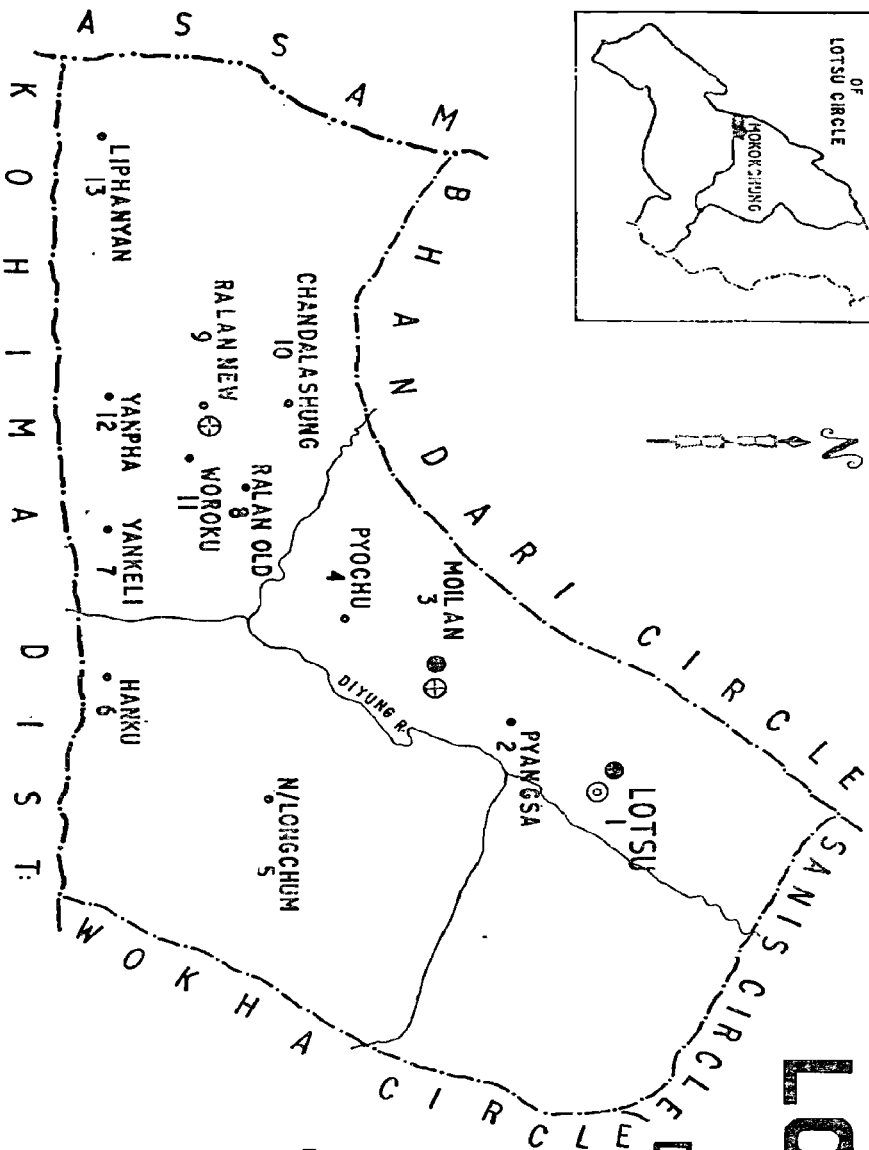 OF
LOTSU CIRCLE
MOKOKCHUNG
N
ASSAM
BHANDARI CIRCLE
SANIS CIRCLE
WOKHA CIRCLE
KOHIMA DIST:
LOTSU
1
PYANGSA
2
MOILAN
3
PYOCHU
4
DIYUNG R.
N/LONGCHUM
5
HANKU
6
YANKELI
7
RALAN OLD
8
RALAN NEW
9
CHANDALASHUNG
10
WOROKU
11
YANPHA
12
LIPHANYAN
13